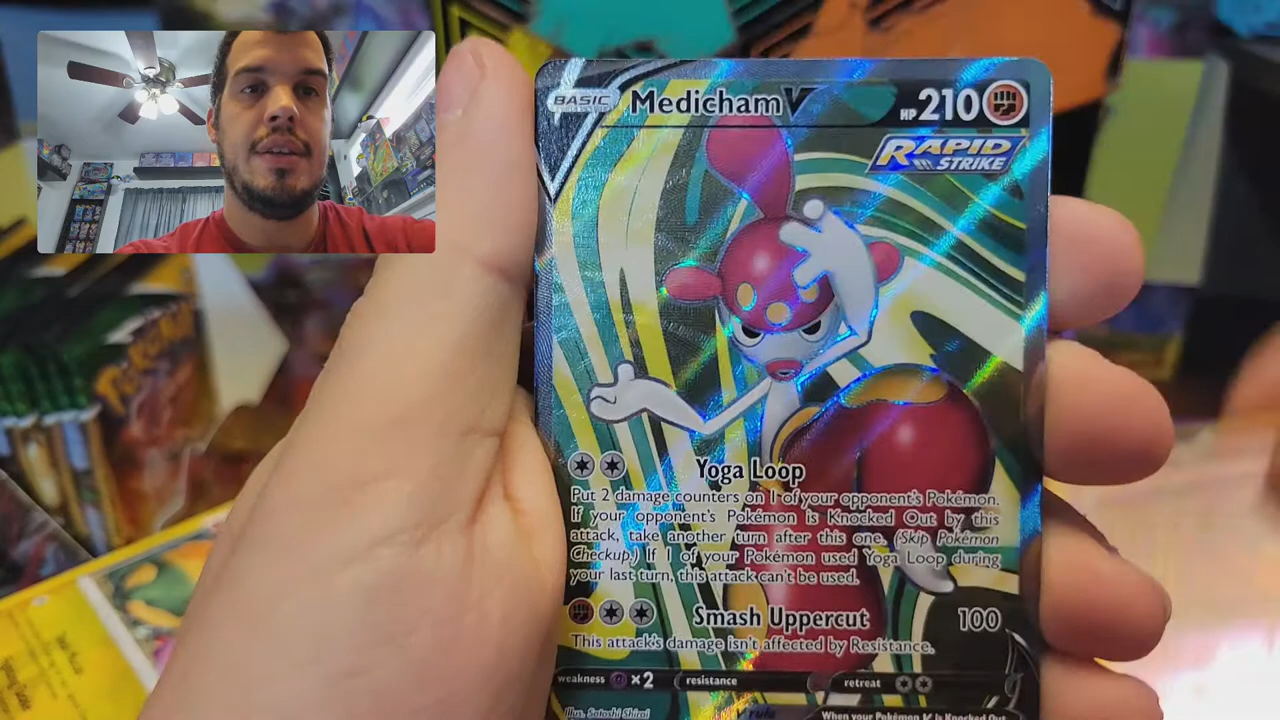 BASIC Medicham V HP 210
RAPID
STRIKE
Yoga Loop
Put 2 damage counters on 1 of your opponent's Pokémon.
If your opponent's Pokémon is Knocked Out by this
attack, take another turn after this one. (Skip Pokémon
Checkup.) If 1 of your Pokémon used Yoga Loop during
your last turn, this attack can't be used.
Smash Uppercut 100
This attack's damage isn't affected by Resistance.
weakness ×2 resistance retreat
Illus. Satoshi Shirai V rule When your Pokémon V is Knocked Out
POKéMON